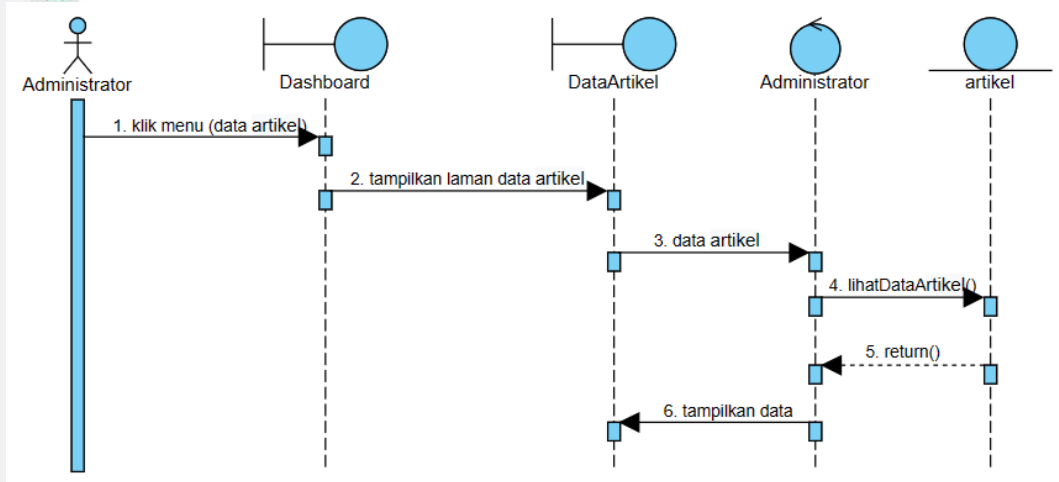 Administrator
Dashboard
DataArtikel
Administrator
artikel
1. klik menu (data artikel)
2. tampilkan laman data artikel
3. data artikel
4. lihatDataArtikel()
5. return()
6. tampilkan data